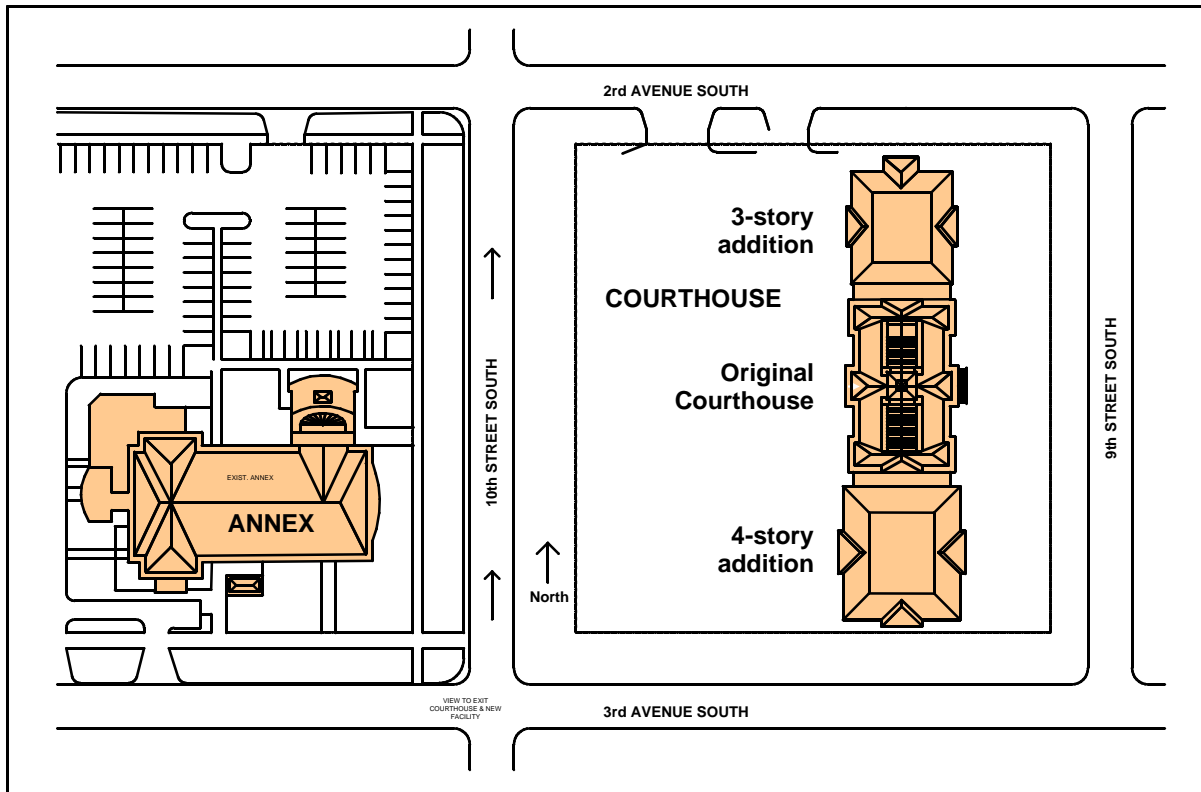 2rd AVENUE SOUTH
3-story
addition
COURTHOUSE
Original
Courthouse
10th STREET SOUTH
9th STREET SOUTH
EXIST. ANNEX
ANNEX
4-story
addition
North
VIEW TO EXIT
COURTHOUSE & NEW
FACILITY
3rd AVENUE SOUTH